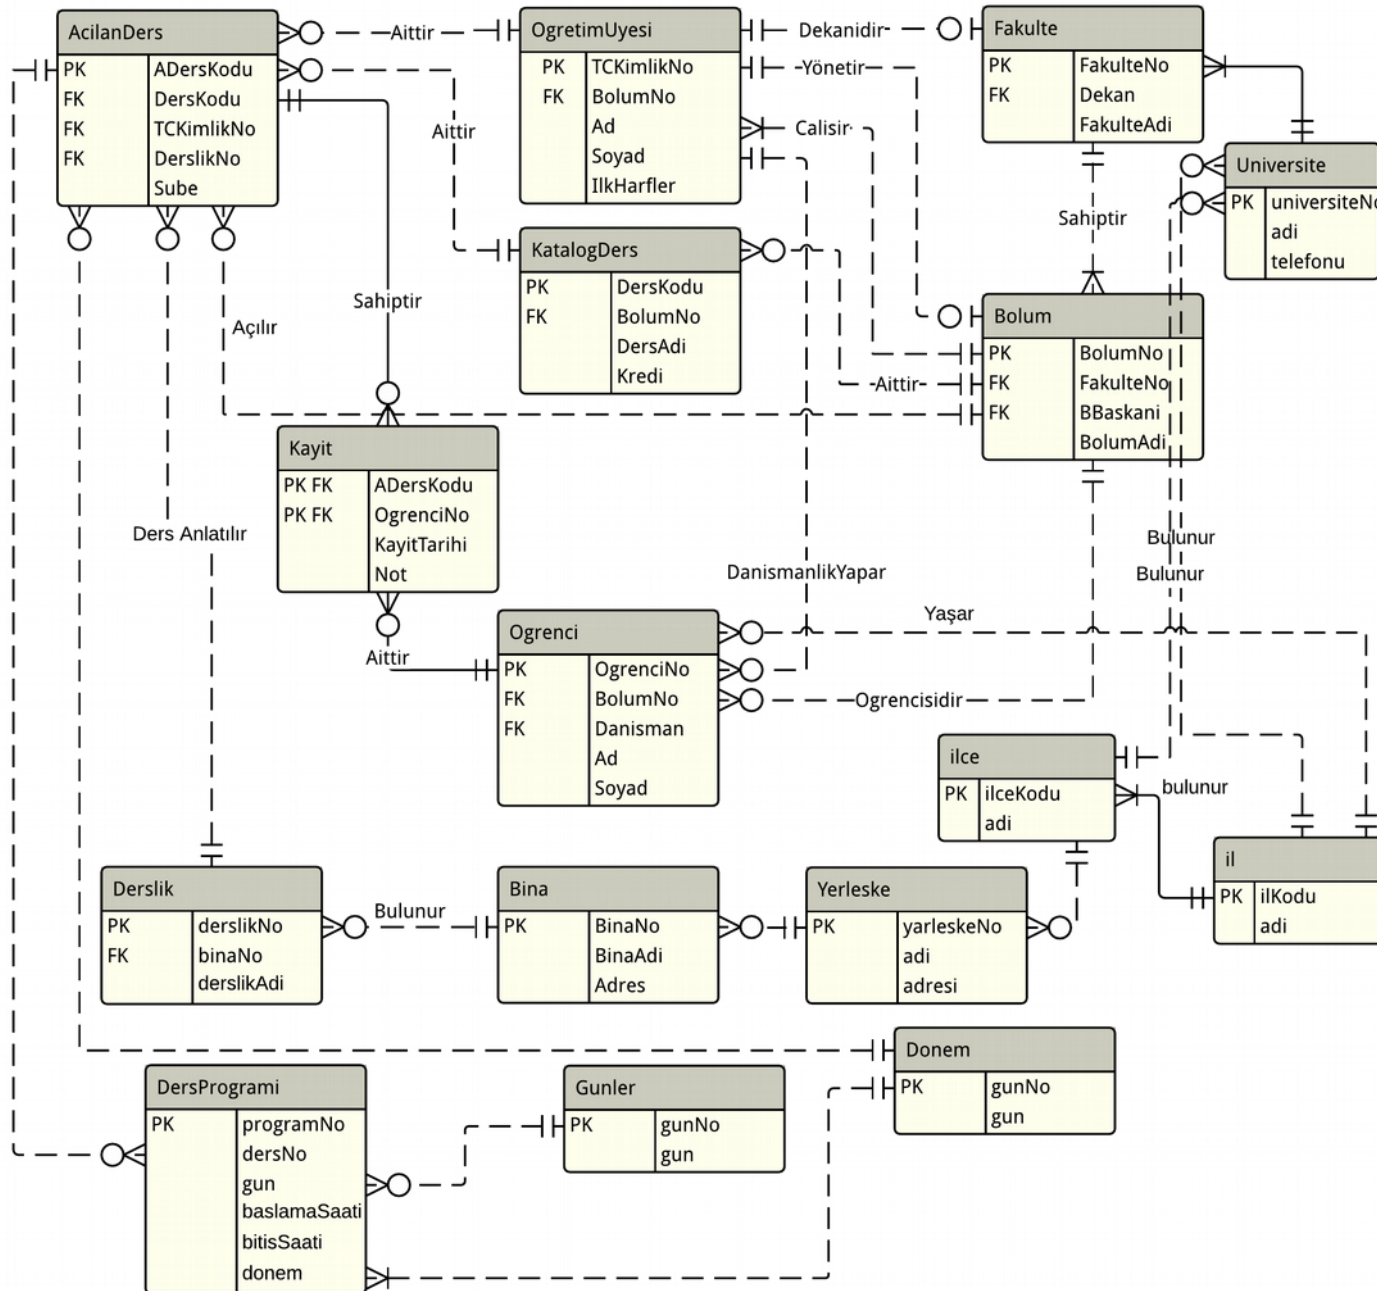 AcilanDers
PK ADersKodu
FK DersKodu
FK TCKimlikNo
FK DerslikNo
Sube
Aittir
OgretimUyesi
PK TCKimlikNo
FK BolumNo
Ad
Soyad
IlkHarfler
Dekanidir
Yönetir
Calisir
Fakulte
PK FakulteNo
FK Dekan
FakulteAdi
Universite
PK universiteNo
adi
telefonu
Aittir
Sahiptir
KatalogDers
PK DersKodu
FK BolumNo
DersAdi
Kredi
Sahiptir
Açılır
Aittir
Bolum
PK BolumNo
FK FakulteNo
FK BBaskani
BolumAdi
Kayit
PK FK ADersKodu
PK FK OgrenciNo
KayitTarihi
Not
Ders Anlatılır
DanismanlikYapar
Bulunur
Bulunur
Yaşar
Aittir
Ogrenci
PK OgrenciNo
FK BolumNo
FK Danisman
Ad
Soyad
Ogrencisidir
ilce
PK ilceKodu
adi
bulunur
il
PK ilKodu
adi
Derslik
PK derslikNo
FK binaNo
derslikAdi
Bulunur
Bina
PK BinaNo
BinaAdi
Adres
Yerleske
PK yarleskeNo
adi
adresi
Donem
PK gunNo
gun
DersProgrami
PK programNo
dersNo
gun
baslamaSaati
bitisSaati
donem
Gunler
PK gunNo
gun